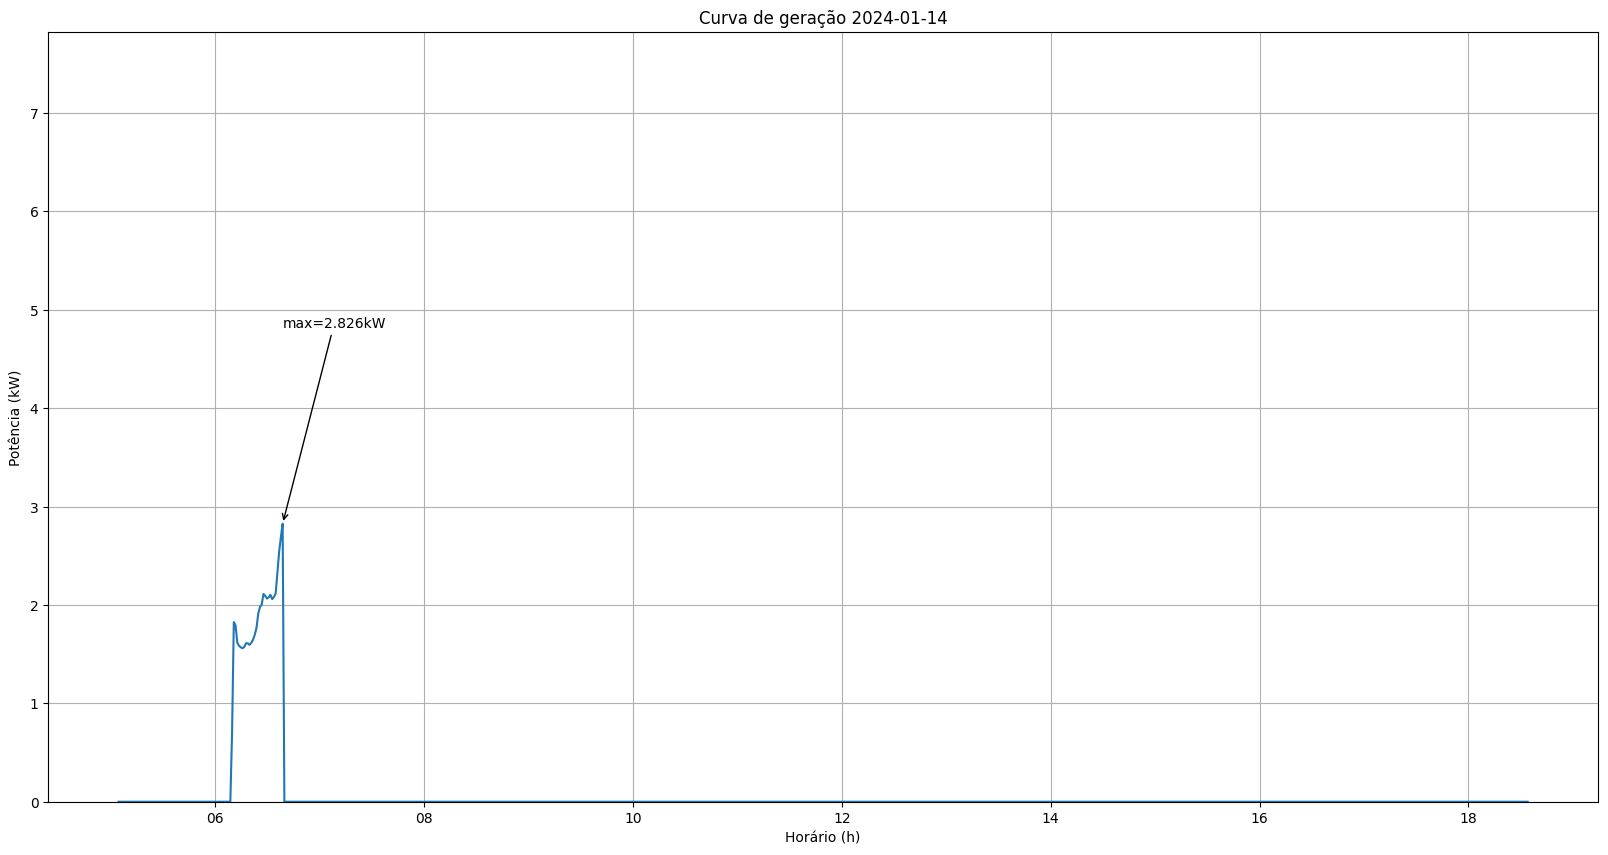 Curva de geração 2024-01-14
7
6
5
max=2.826kW
4
Potência (kW)
3
2
1
0
06 08 10 12 14 16 18
Horário (h)